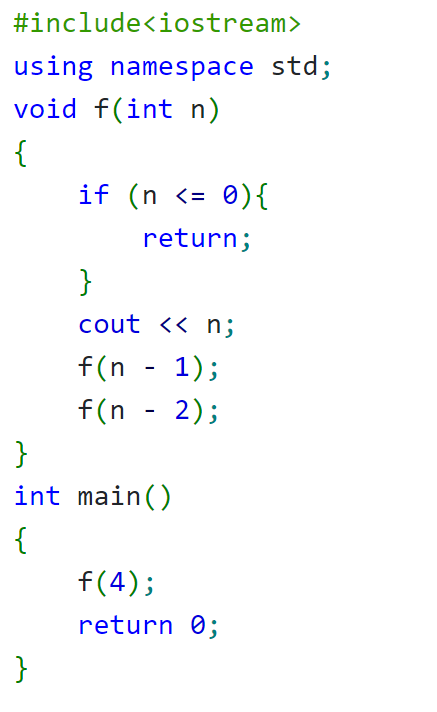 #include<iostream>
using namespace std;
void f(int n)
{
    if (n <= 0){
        return;
    }
    cout << n;
    f(n - 1);
    f(n - 2);
}
int main()
{
    f(4);
    return 0;
}